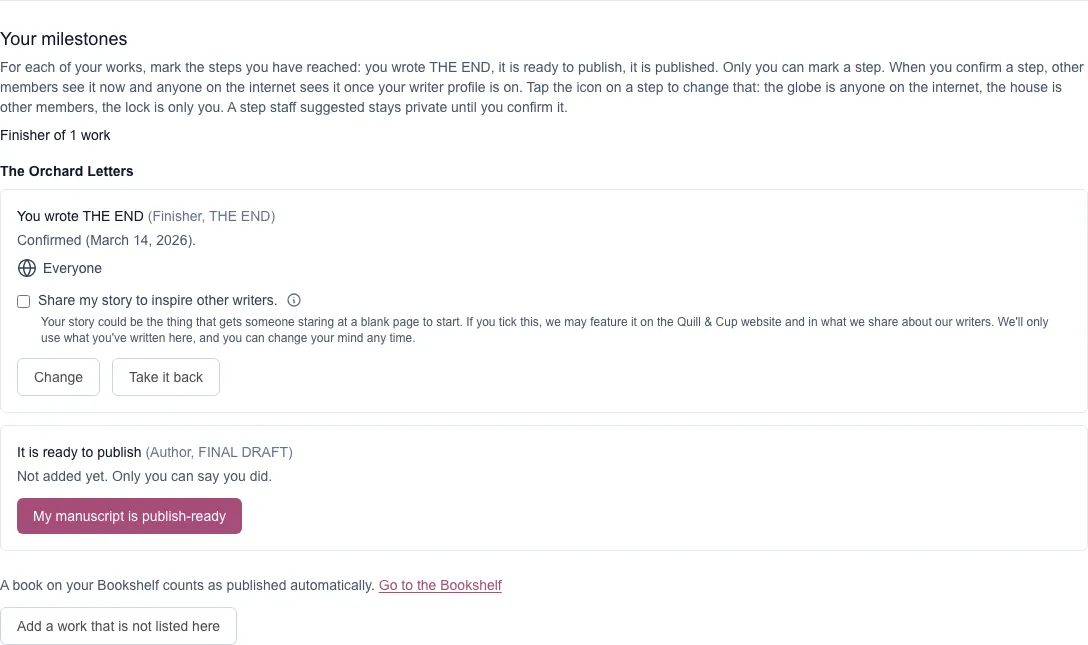 Your milestones
For each of your works, mark the steps you have reached: you wrote THE END, it is ready to publish, it is published. Only you can mark a step. When you confirm a step, other
members see it now and anyone on the internet sees it once your writer profile is on. Tap the icon on a step to change that: the globe is anyone on the internet, the house is
other members, the lock is only you. A step staff suggested stays private until you confirm it.
Finisher of 1 work
The Orchard Letters
You wrote THE END (Finisher, THE END)
Confirmed (March 14, 2026).
Everyone
Share my story to inspire other writers.
Your story could be the thing that gets someone staring at a blank page to start. If you tick this, we may feature it on the Quill & Cup website and in what we share about our writers. We'll only
use what you've written here, and you can change your mind any time.
Change
Take it back
It is ready to publish (Author, FINAL DRAFT)
Not added yet. Only you can say you did.
My manuscript is publish-ready
A book on your Bookshelf counts as published automatically. Go to the Bookshelf
Add a work that is not listed here